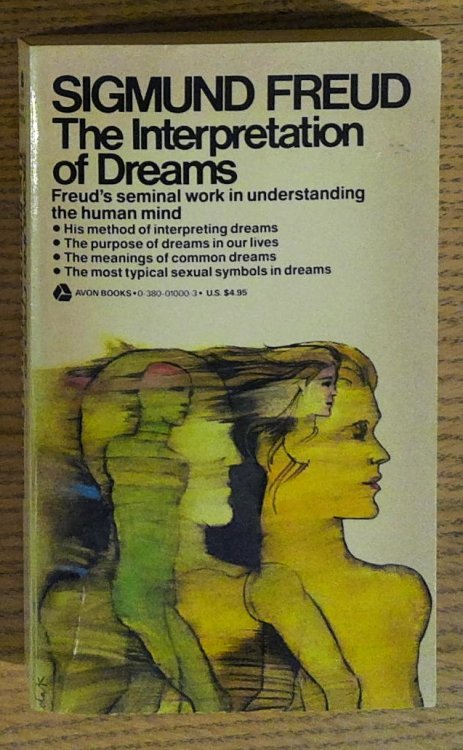 SIGMUND FREUD
The Interpretation
of Dreams
Freud's seminal work in understanding
the human mind
• His method of interpreting dreams
• The purpose of dreams in our lives
• The meanings of common dreams
• The most typical sexual symbols in dreams
AVON BOOKS • 0-380-01000-3 • U.S. $4.95